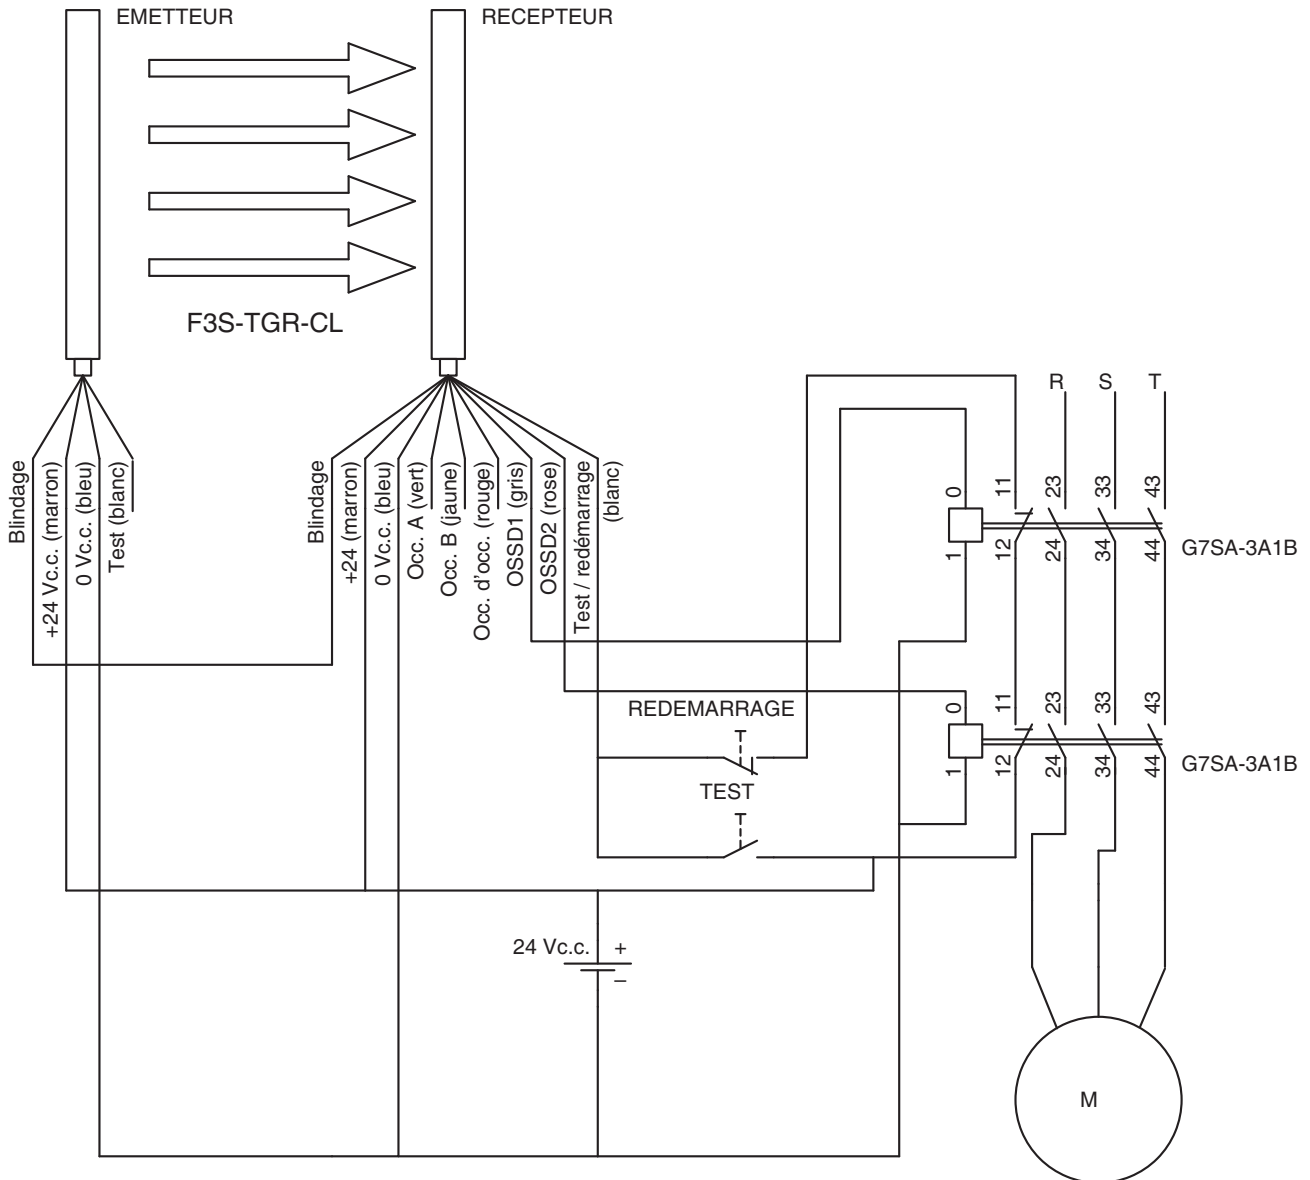 EMETTEUR
RECEPTEUR
F3S-TGR-CL
R S T
Blindage
+24 Vc.c. (marron)
0 Vc.c. (bleu)
Test (blanc)
Blindage
+24 (marron)
0 Vc.c. (bleu)
Occ. A (vert)
Occ. B (jaune)
Occ. d'occ. (rouge)
OSSD1 (gris)
OSSD2 (rose)
Test / redémarrage
(blanc)
0 11 23 33 43
1 12 24 34 44
G7SA-3A1B
0 11 23 33 43
1 12 24 34 44
G7SA-3A1B
REDEMARRAGE
TEST
24 Vc.c. +
–
M